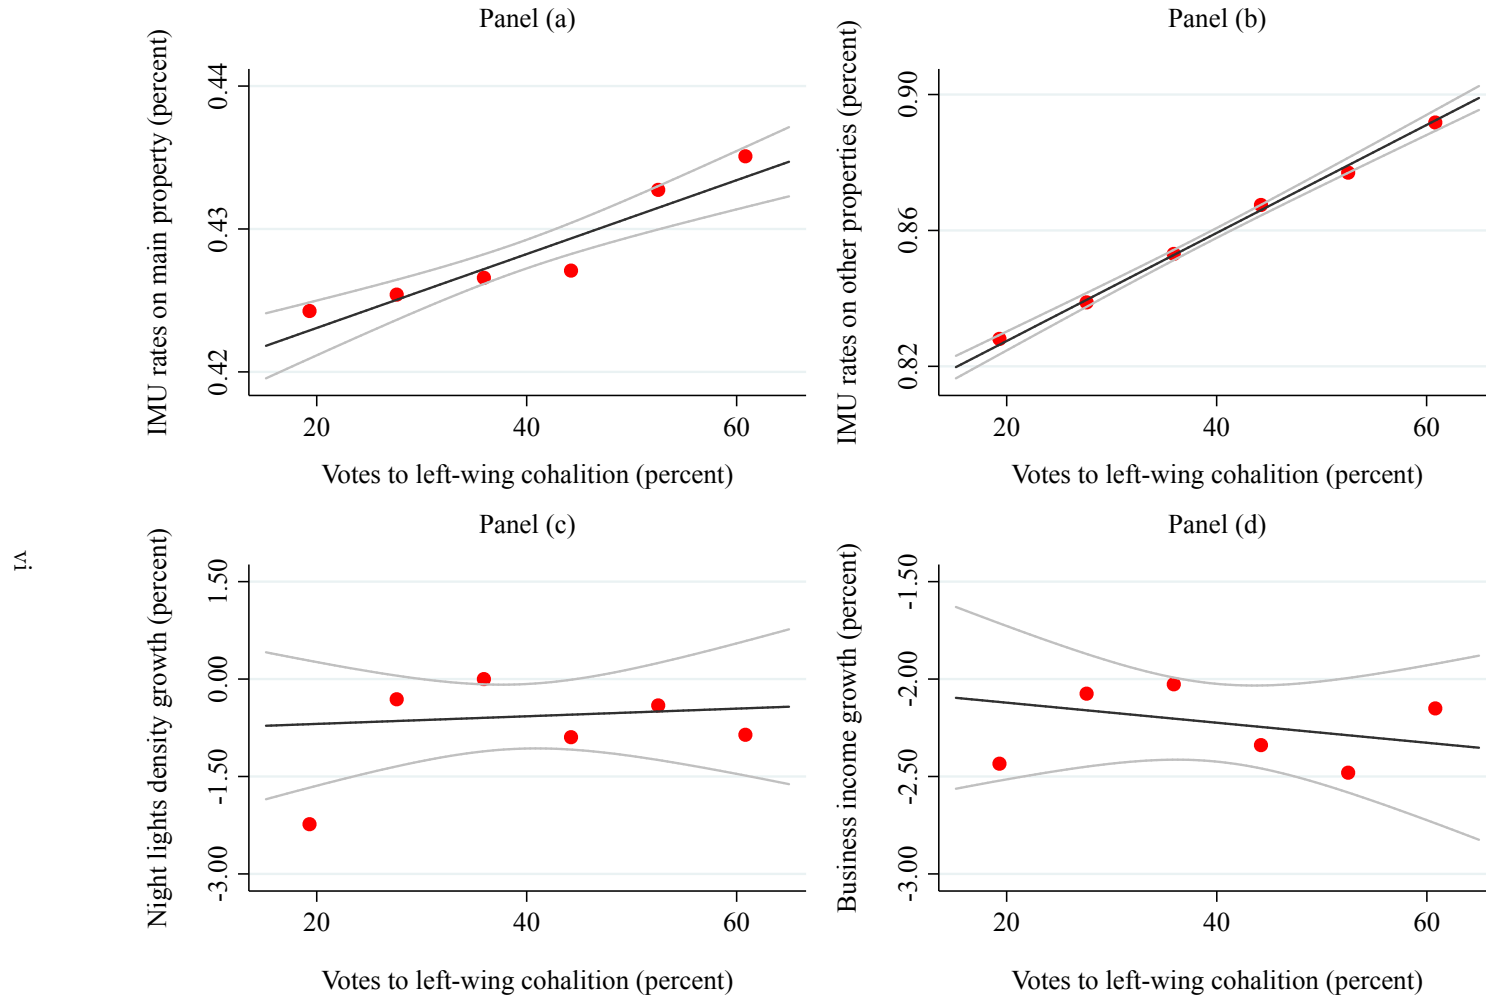 Panel (a)
IMU rates on main property (percent)
0.44
0.43
0.42
20 40 60
Votes to left-wing cohalition (percent)
Panel (b)
IMU rates on other properties (percent)
0.90
0.86
0.82
20 40 60
Votes to left-wing cohalition (percent)
Panel (c)
Night lights density growth (percent)
1.50
0.00
-1.50
-3.00
20 40 60
Votes to left-wing cohalition (percent)
Panel (d)
Business income growth (percent)
-1.50
-2.00
-2.50
-3.00
20 40 60
Votes to left-wing cohalition (percent)
vi